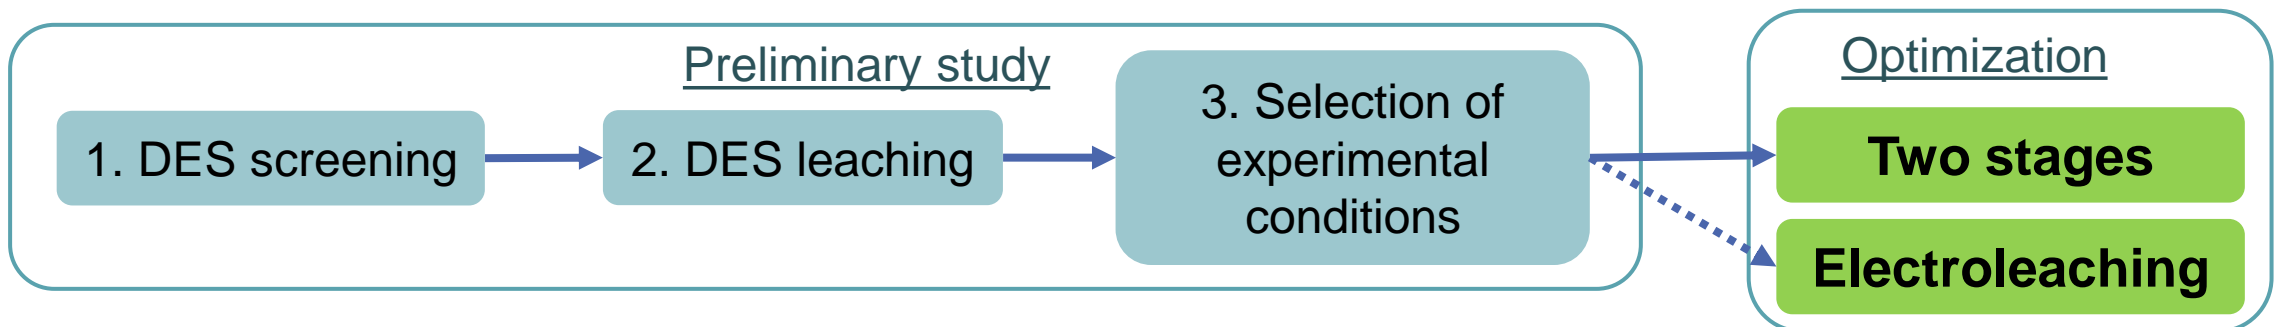 Preliminary study
1. DES screening
2. DES leaching
3. Selection of
experimental
conditions
Optimization
Two stages
Electroleaching